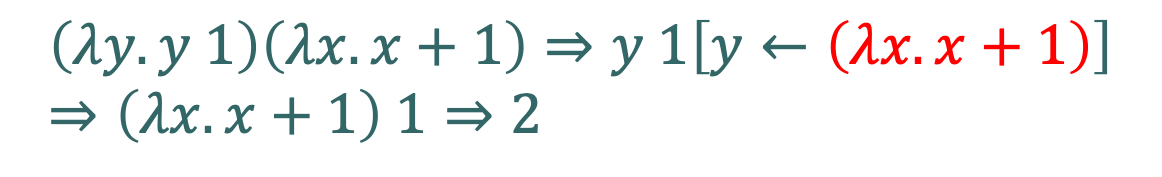 (λy. y 1)(λx. x + 1) ⇒ y 1[y ← (λx. x + 1)]
⇒ (λx. x + 1) 1 ⇒ 2